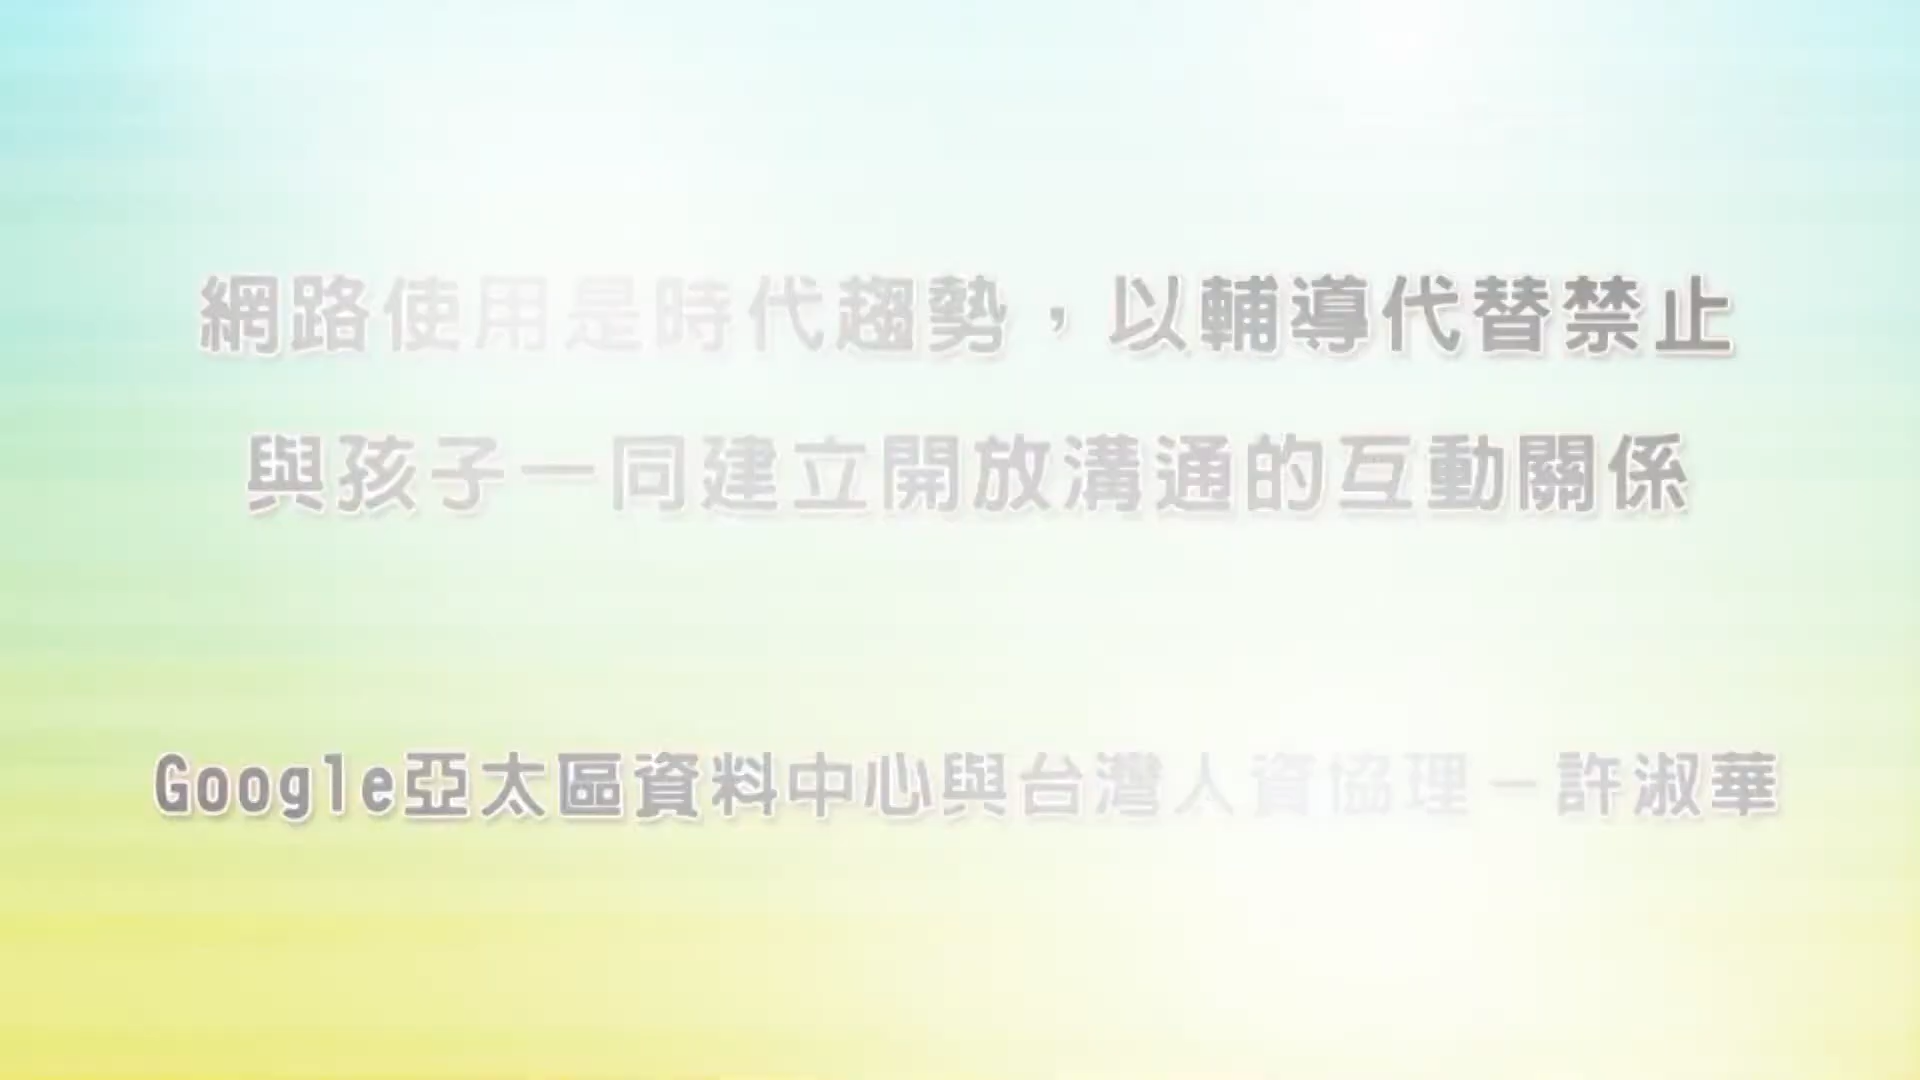 網路使用是時代趨勢，以輔導代替禁止
與孩子一同建立開放溝通的互動關係
Google亞太區資料中心與台灣人資協理－許淑華